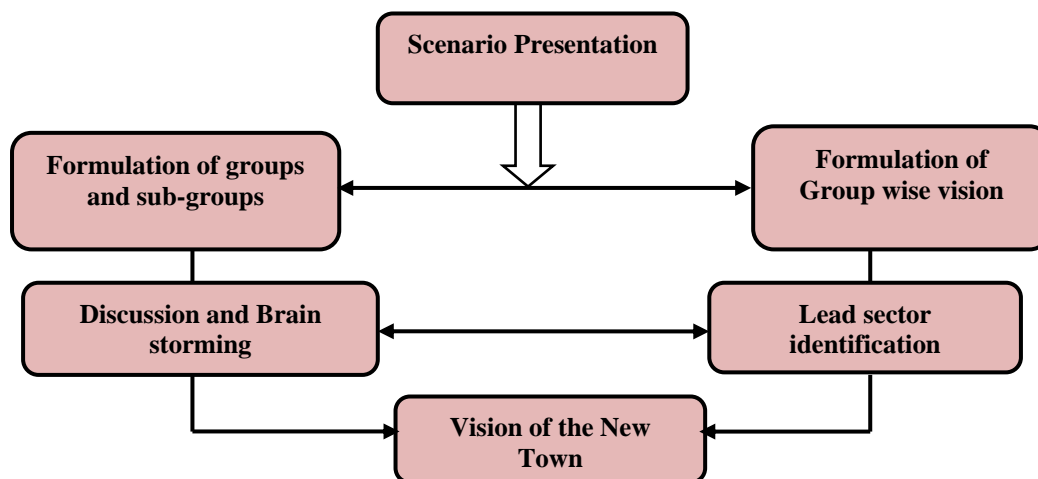 Scenario Presentation
Formulation of groups
and sub-groups
Formulation of
Group wise vision
Discussion and Brain
storming
Lead sector
identification
Vision of the New
Town